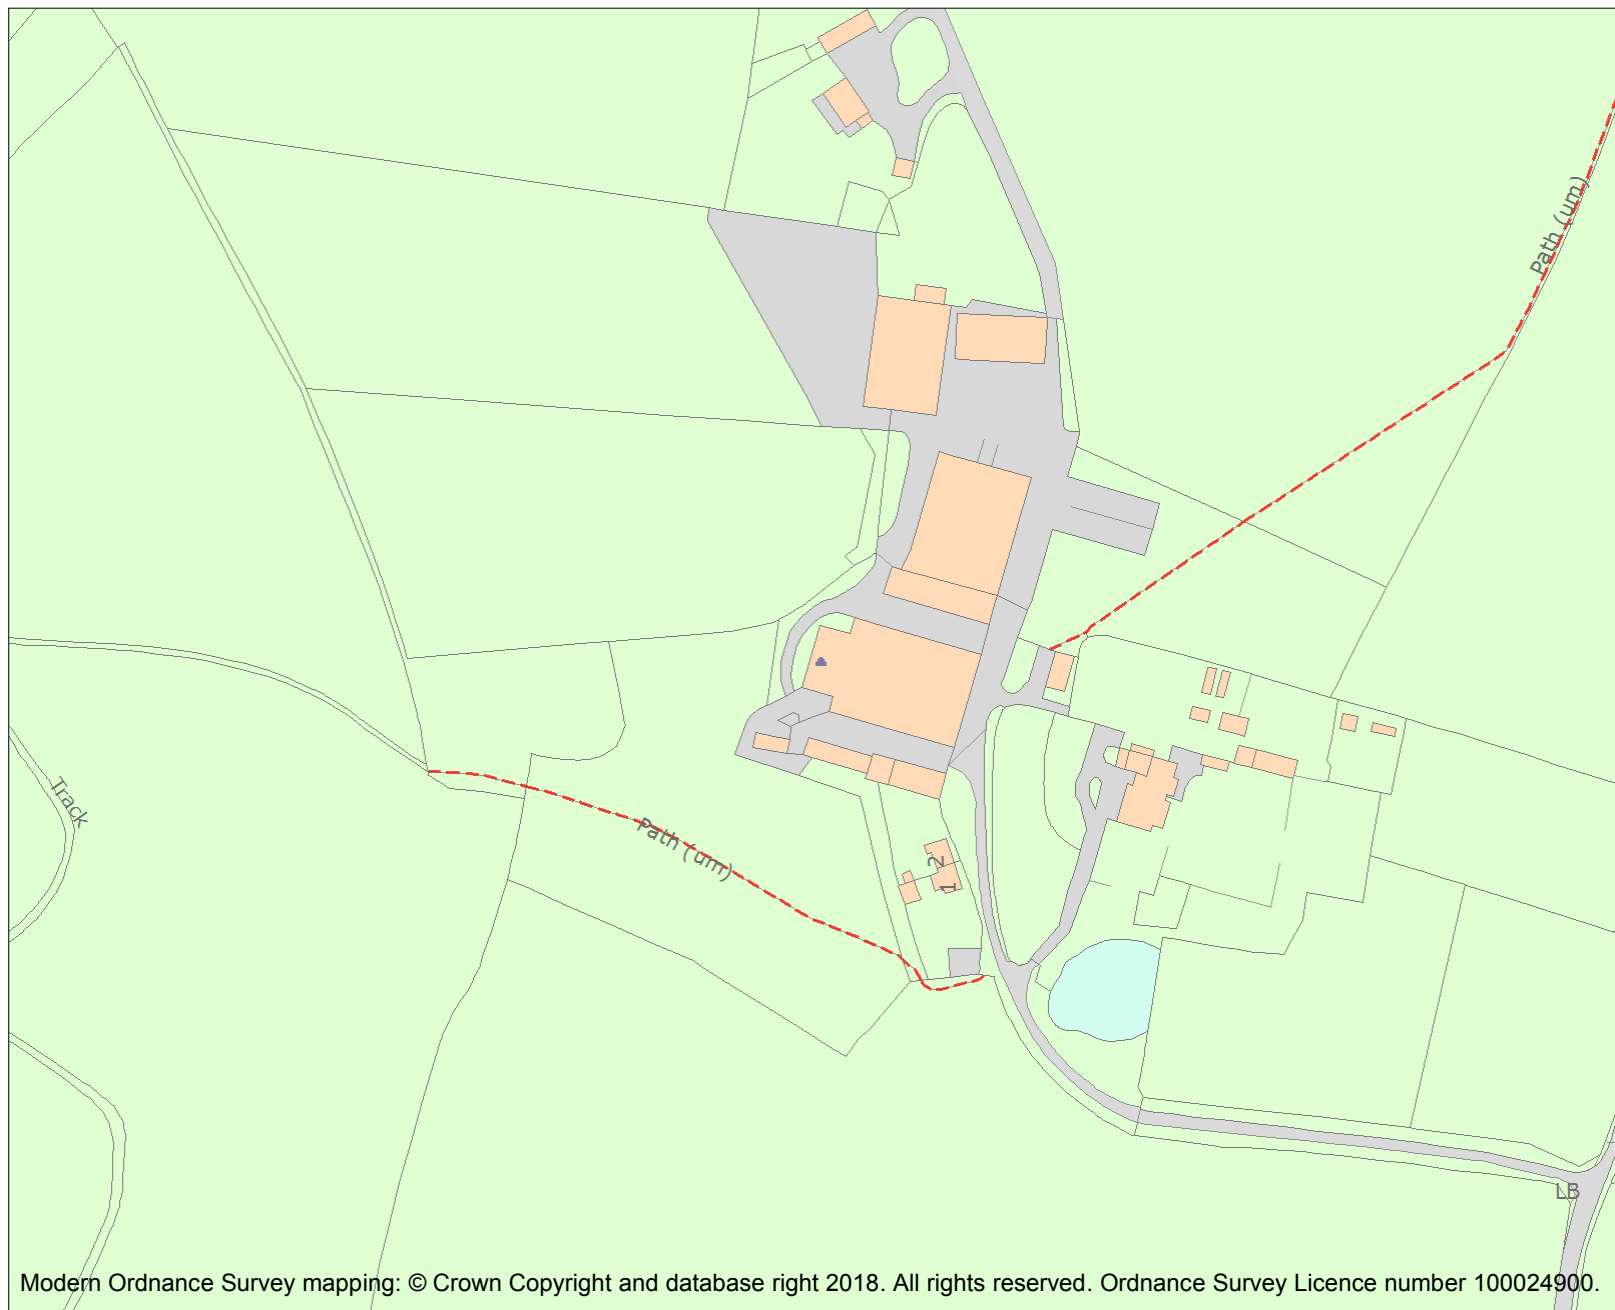 Path (um)
Track
Path (um)
2
1
LB
Modern Ordnance Survey mapping: © Crown Copyright and database right 2018. All rights reserved. Ordnance Survey Licence number 100024900.